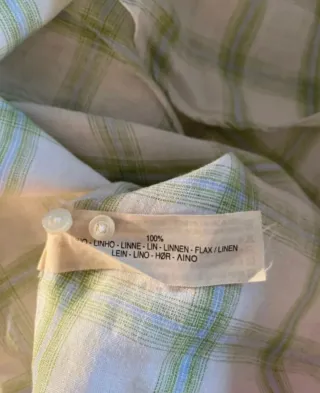 100%
- LINHO - LINNE - LIN - LINNEN - FLAX / LINEN
LEIN - LINO - HØR - ΛΙΝΟ